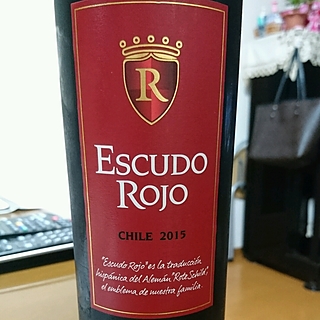 R
ESCUDO
ROJO
CHILE 2015
"Escudo Rojo" es la traducción
hispánica del Alemán "Rote Schild",
el emblema de nuestra familia.